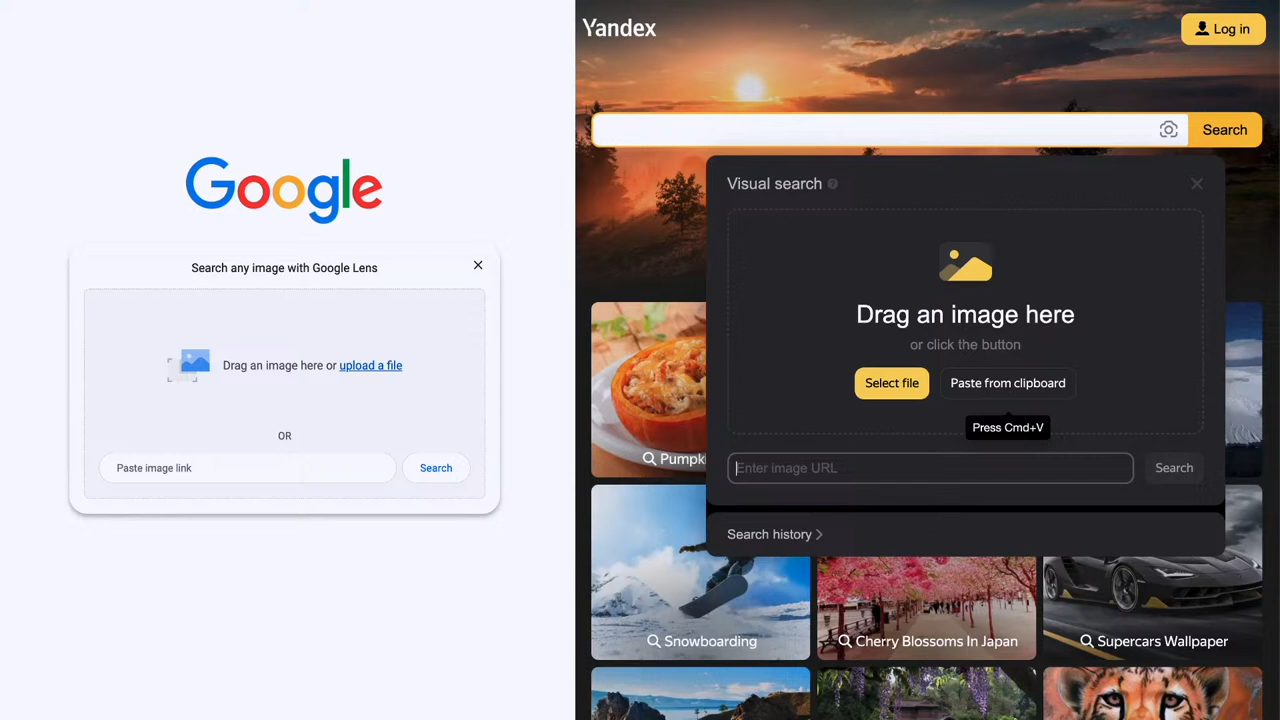 Google
Search any image with Google Lens
Drag an image here or upload a file
OR
Paste image link
Search
Yandex
Log in
Search
Visual search
Drag an image here
or click the button
Select file
Paste from clipboard
Press Cmd+V
Enter image URL
Search
Search history
Pumpki
Snowboarding
Cherry Blossoms In Japan
Supercars Wallpaper